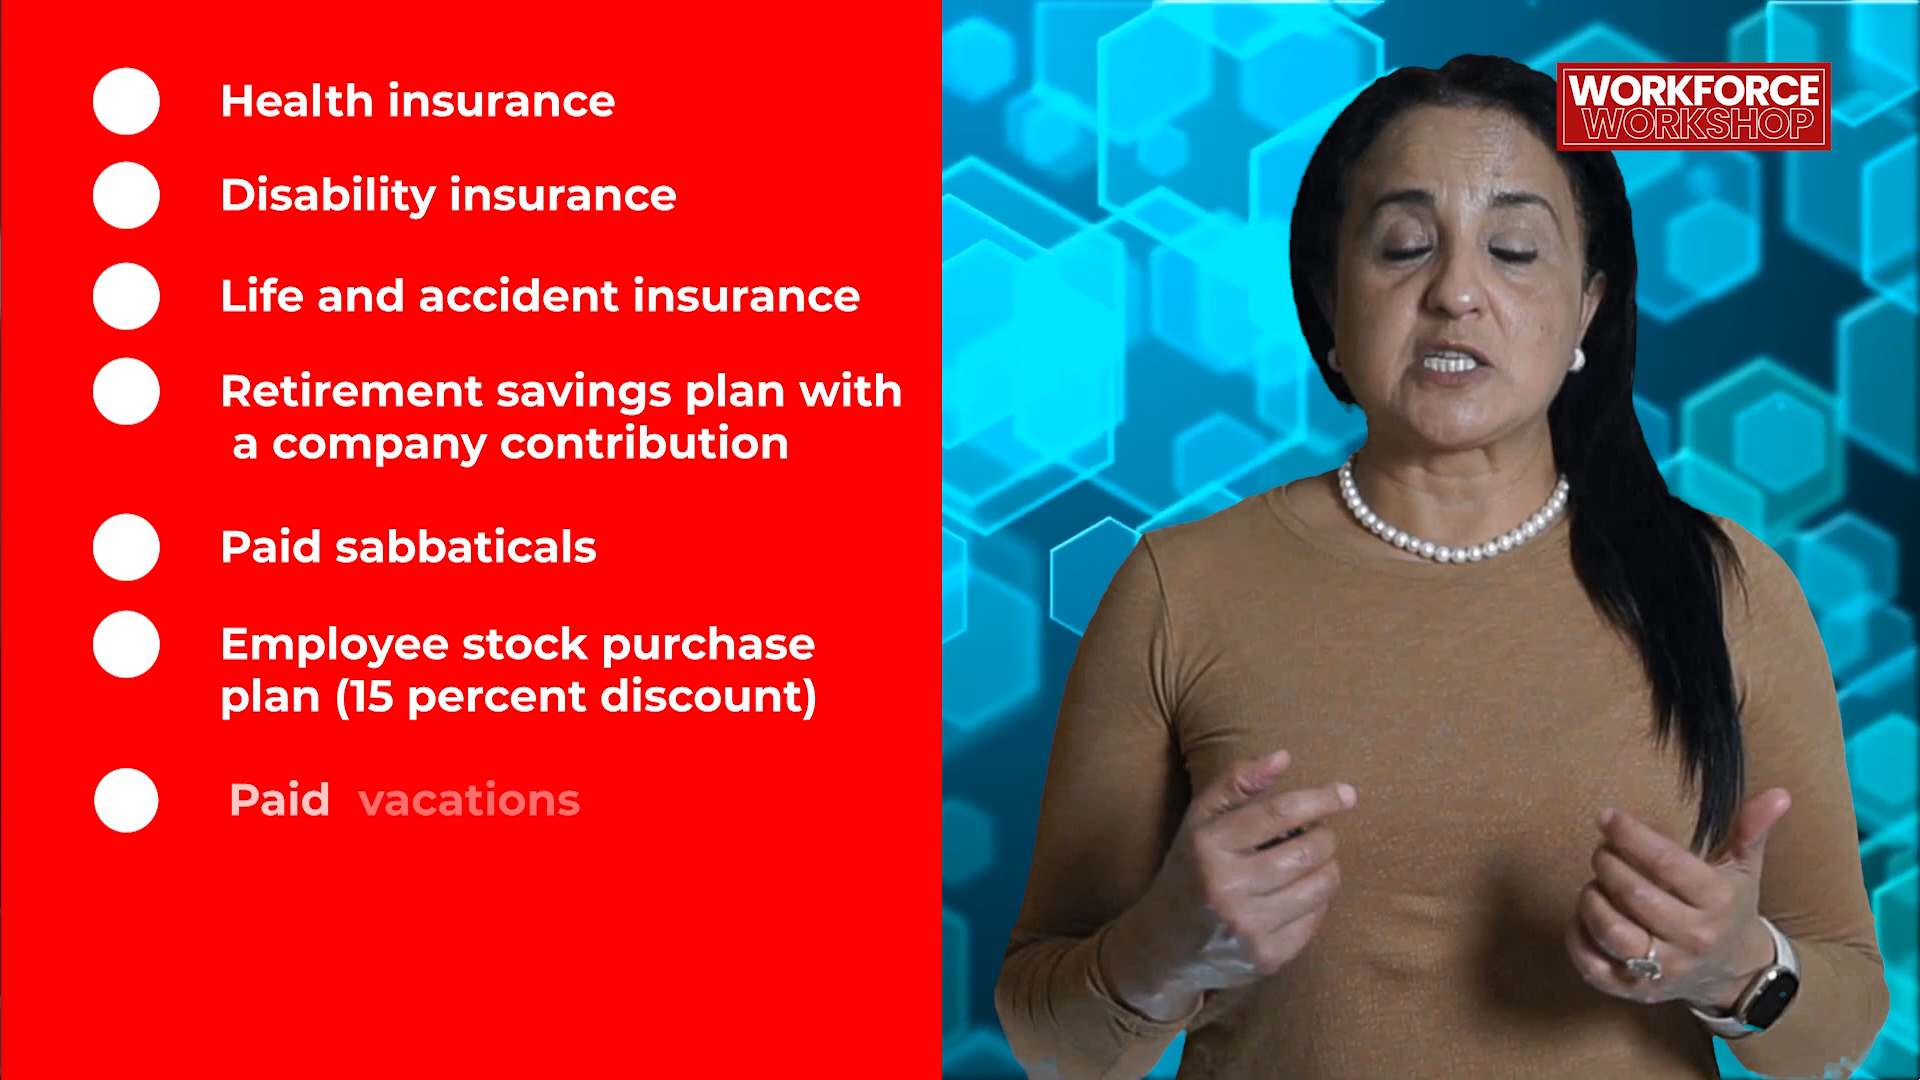 Health insurance
Disability insurance
Life and accident insurance
Retirement savings plan with
a company contribution
Paid sabbaticals
Employee stock purchase
plan (15 percent discount)
Paid vacations
WORKFORCE
WORKSHOP